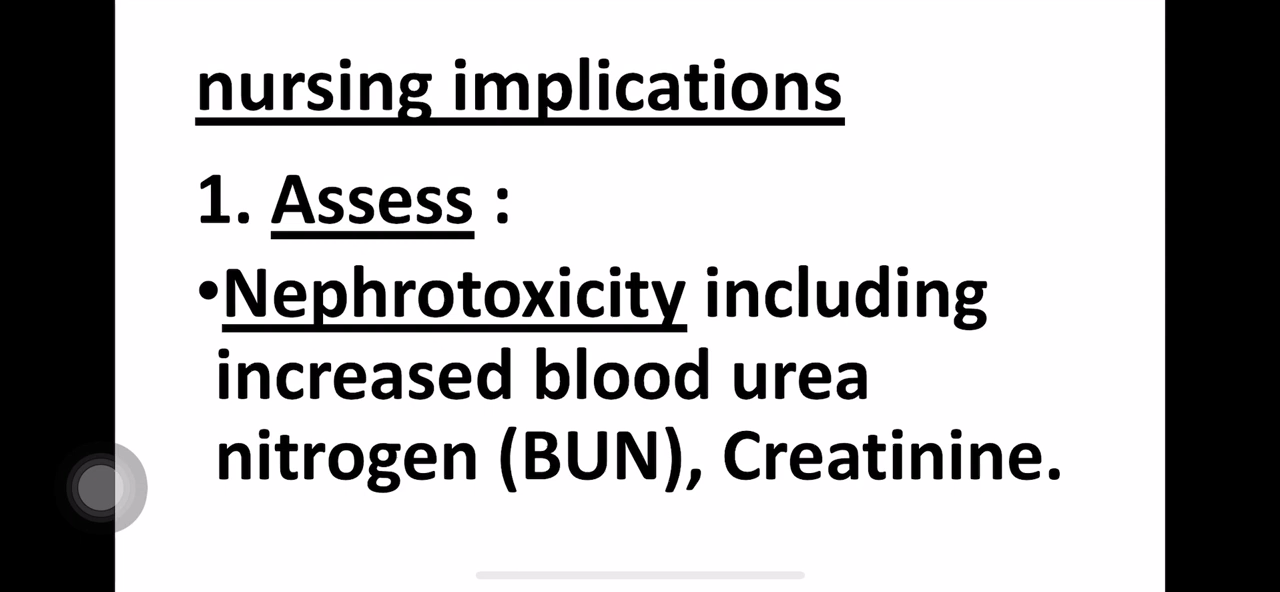 nursing implications
1. Assess :
•Nephrotoxicity including
increased blood urea
nitrogen (BUN), Creatinine.